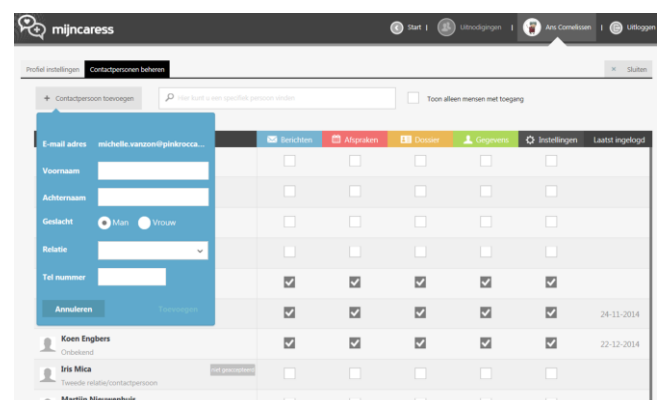 mijncaress
Start | Uitnodigingen | Ans Cornelissen | Uitloggen
Profiel instellingen Contactpersonen beheren × Sluiten
+ Contactpersoon toevoegen Hier kunt u een specifiek persoon vinden Toon alleen mensen met toegang
Berichten Afspraken Dossier Gegevens Instellingen Laatst ingelogd
E-mail adres michelle.vanzon@pinkrocca...
Voornaam
Achternaam
Geslacht Man Vrouw
Relatie
Tel nummer
Annuleren Toevoegen
24-11-2014
Koen Engbers
Onbekend
22-12-2014
Iris Mica
Tweede relatie/contactpersoon
Martijn Nieuwenhuis